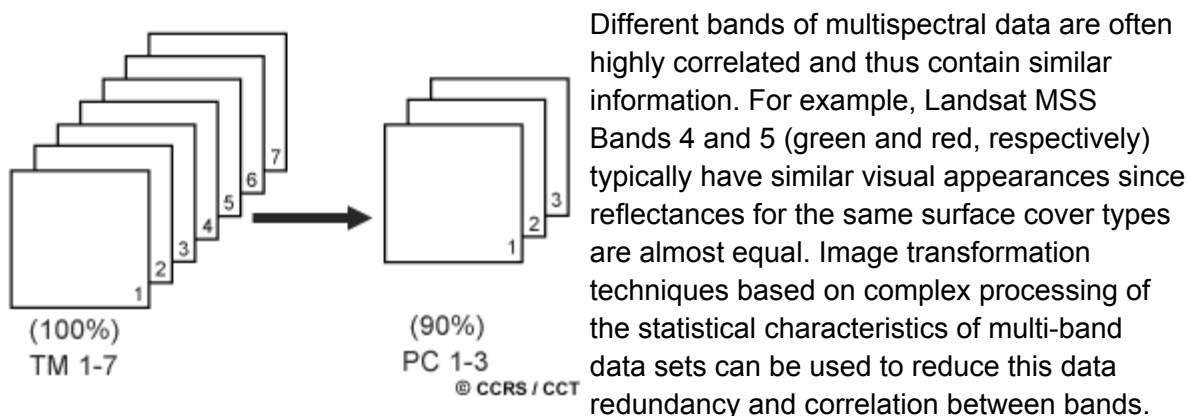 7
6
5
4
3
2
1
3
2
1
(100%)
TM 1-7
(90%)
PC 1-3
© CCRS / CCT
Different bands of multispectral data are often
highly correlated and thus contain similar
information. For example, Landsat MSS
Bands 4 and 5 (green and red, respectively)
typically have similar visual appearances since
reflectances for the same surface cover types
are almost equal. Image transformation
techniques based on complex processing of
the statistical characteristics of multi-band
data sets can be used to reduce this data
redundancy and correlation between bands.